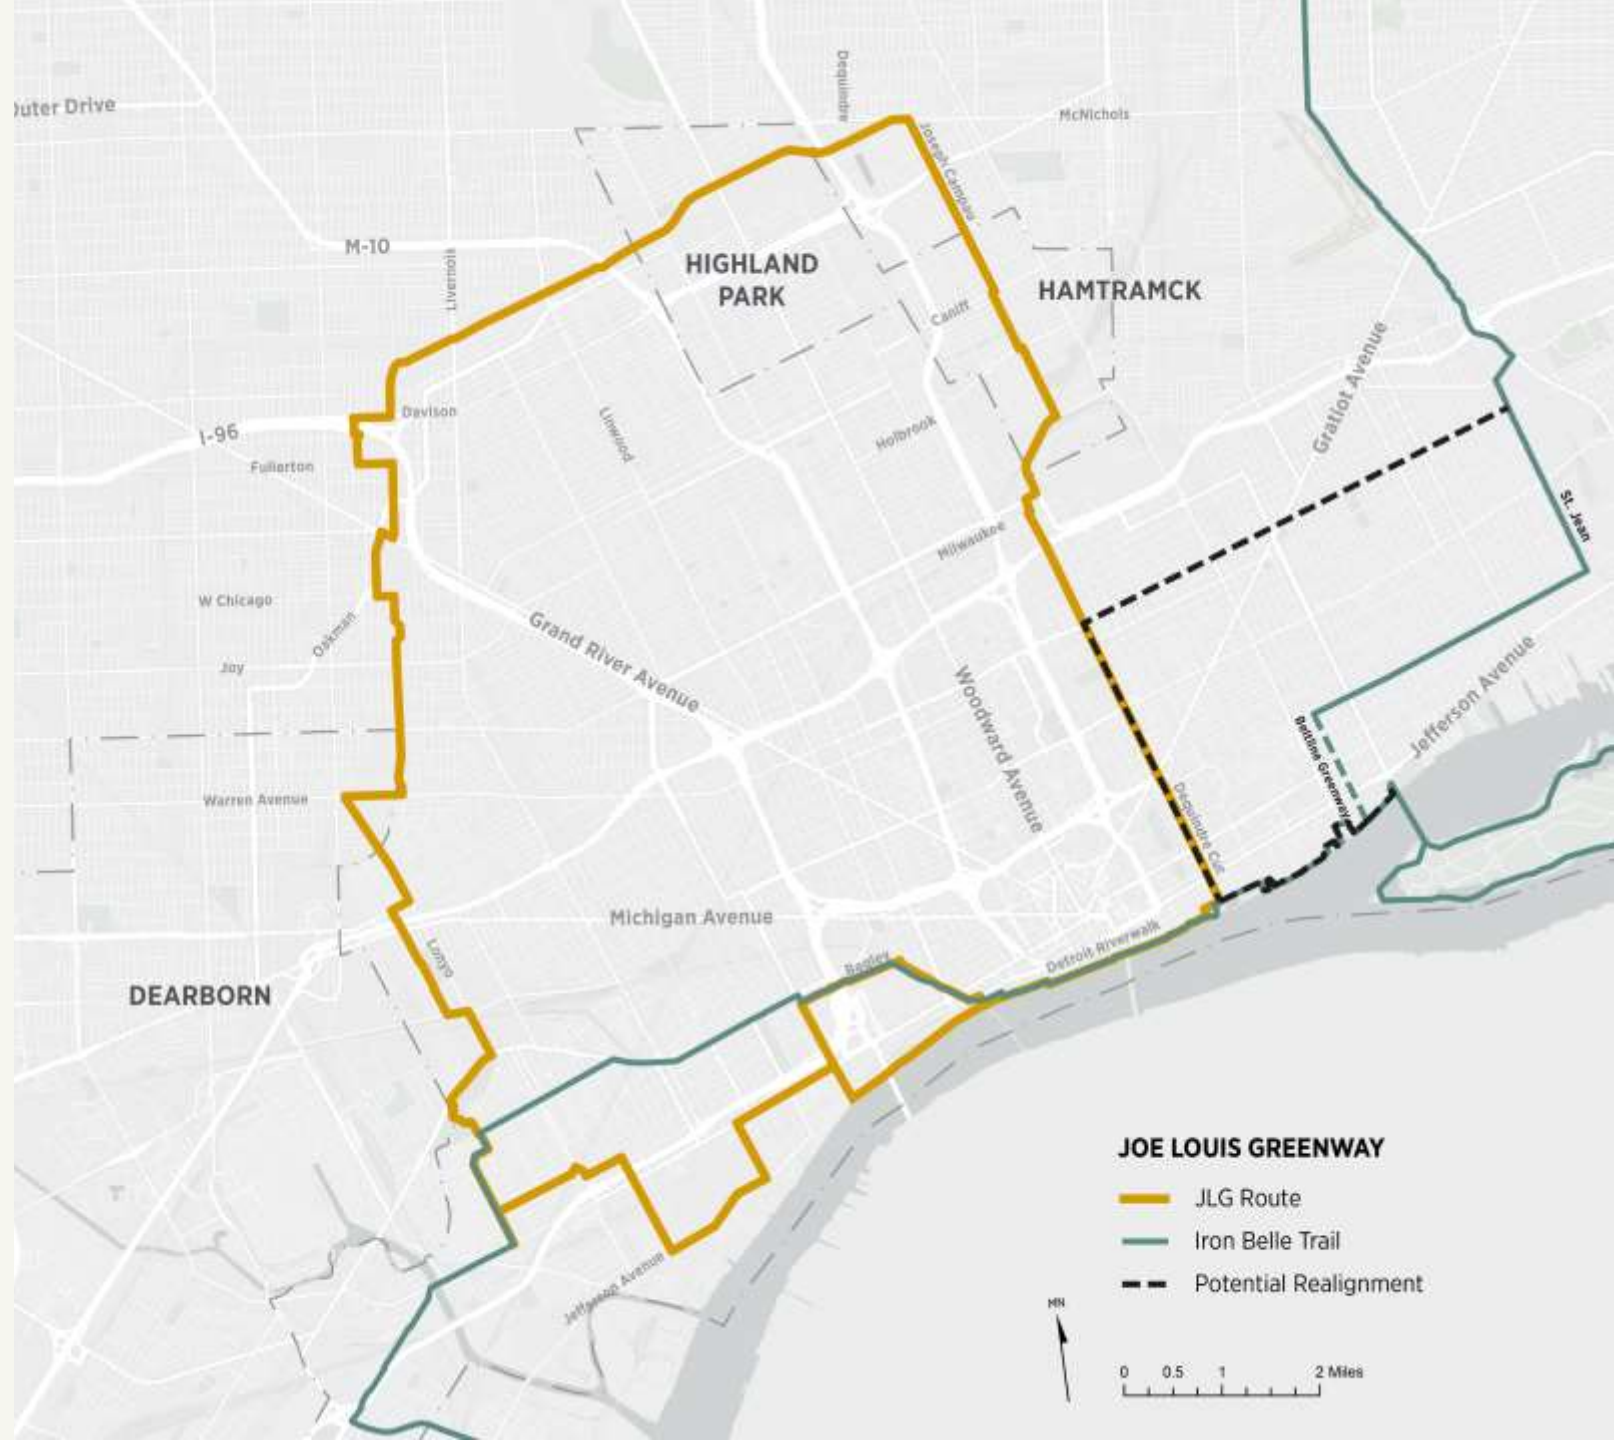 Dequindre
Outer Drive
McNichols
Joseph Campau
M-10
Livernois
HIGHLAND
PARK
HAMTRAMCK
Caniff
Gratiot Avenue
Davison
I-96
Linwood
Holbrook
Fullerton
St. Jean
Milwaukee
W Chicago
Oakman
Grand River Avenue
Joy
Woodward Avenue
Jefferson Avenue
Beltline Greenway
Warren Avenue
Dequindre Cut
Michigan Avenue
Lonyo
Bagley
Detroit Riverwalk
DEARBORN
Jefferson Avenue
JOE LOUIS GREENWAY
JLG Route
Iron Belle Trail
Potential Realignment
MN
0 0.5 1 2 Miles